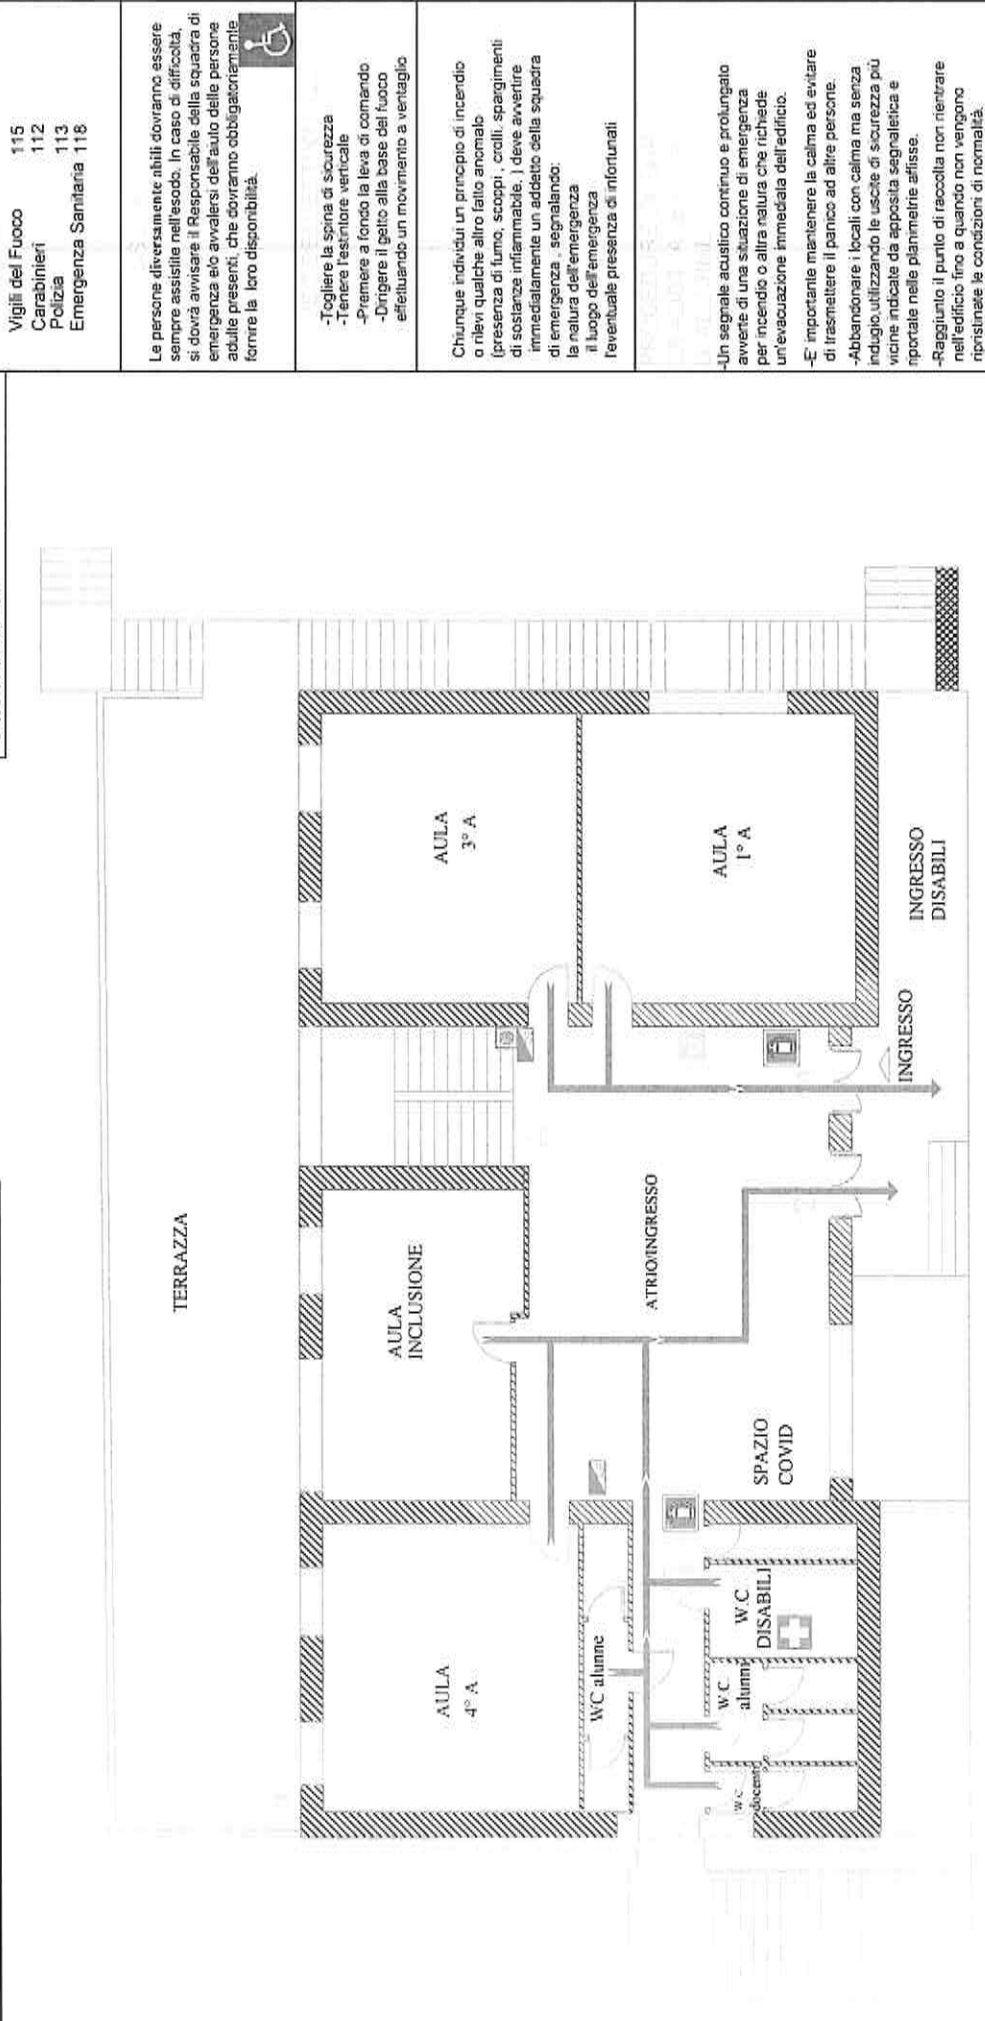 Vigili del Fuoco 115
Carabinieri 112
Polizia 113
Emergenza Sanitaria 118
Le persone diversamente abili dovranno essere
sempre assistite nell'esodo. In caso di difficoltà,
si dovrà avvisare il Responsabile della squadra di
emergenza e/o avvalersi dell'aiuto delle persone
adulte presenti, che dovranno obbligatoriamente
fornire la loro disponibilità.
-Togliere la spina di sicurezza
-Tenere l'estintore verticale
-Premere a fondo la leva di comando
-Dirigere il getto alla base del fuoco
effettuando un movimento a ventaglio
Chiunque individui un principio di incendio
o rilevi qualche altro fatto anomalo
(presenza di fumo, scoppi, crolli, spargimenti
di sostanze infiammabile, ) deve avvertire
immediatamente un addetto della squadra
di emergenza, segnalando:
la natura dell'emergenza
il luogo dell'emergenza
l'eventuale presenza di infortunati
-Un segnale acustico continuo e prolungato
avverte di una situazione di emergenza
per incendio o altra natura che richiede
un'evacuazione immediata dell'edificio.
-E' importante mantenere la calma ed evitare
di trasmettere il panico ad altre persone.
-Abbandonare i locali con calma ma senza
indugio,utilizzando le uscite di sicurezza più
vicine indicate da apposita segnaletica e
riportate nelle planimetrie affisse.
-Raggiunto il punto di raccolta non rientrare
nell'edificio fino a quando non vengono
ripristinate le condizioni di normalità.
TERRAZZA
AULA
4° A
AULA
INCLUSIONE
AULA
3° A
WC alunne
ATRIO/INGRESSO
AULA
1° A
W.C
docenti
W.C.
alunni
W.C
DISABILI
SPAZIO
COVID
INGRESSO
INGRESSO
DISABILI